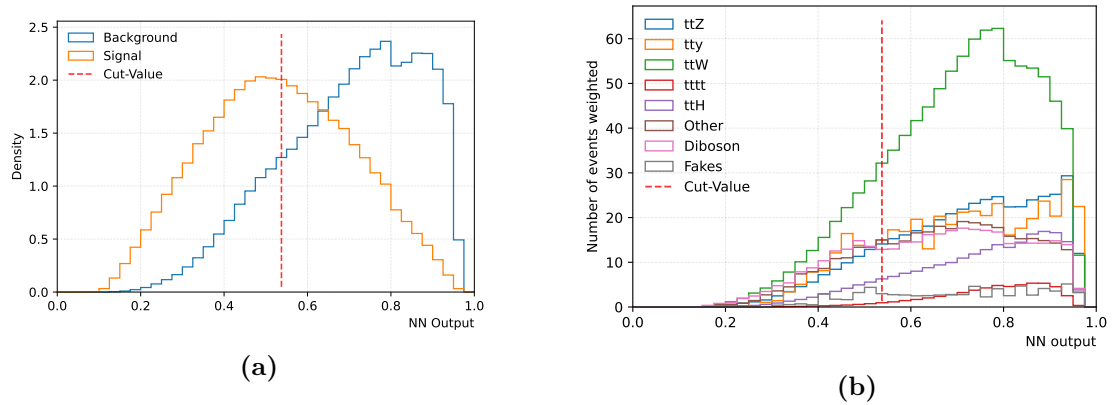 2.5
2.0
1.5
1.0
0.5
0.0
Density
Background
Signal
Cut-Value
0.0 0.2 0.4 0.6 0.8 1.0
NN Output
(a)
60
50
40
30
20
10
0
Number of events weighted
ttZ
tty
ttW
tttt
ttH
Other
Diboson
Fakes
Cut-Value
0.0 0.2 0.4 0.6 0.8 1.0
NN output
(b)